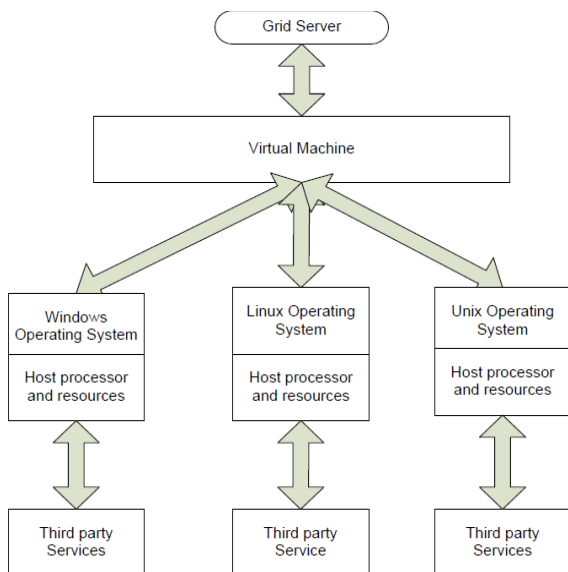 Grid Server
Virtual Machine
Windows
Operating System
Host processor
and resources
Linux Operating
System
Host processor
and resources
Unix Operating
System
Host processor
and resources
Third party
Services
Third party
Service
Third party
Services